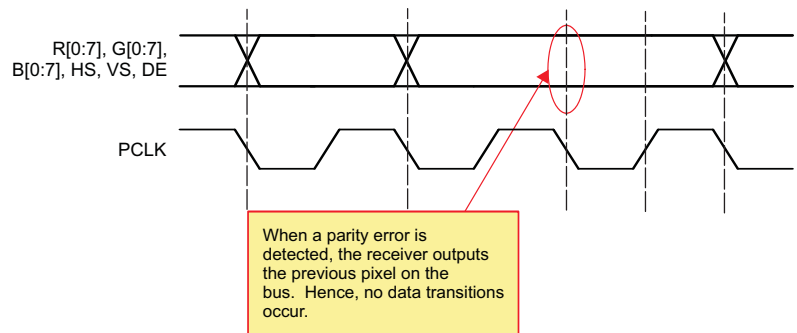 R[0:7], G[0:7],
B[0:7], HS, VS, DE
PCLK
When a parity error is
detected, the receiver outputs
the previous pixel on the
bus. Hence, no data transitions
occur.